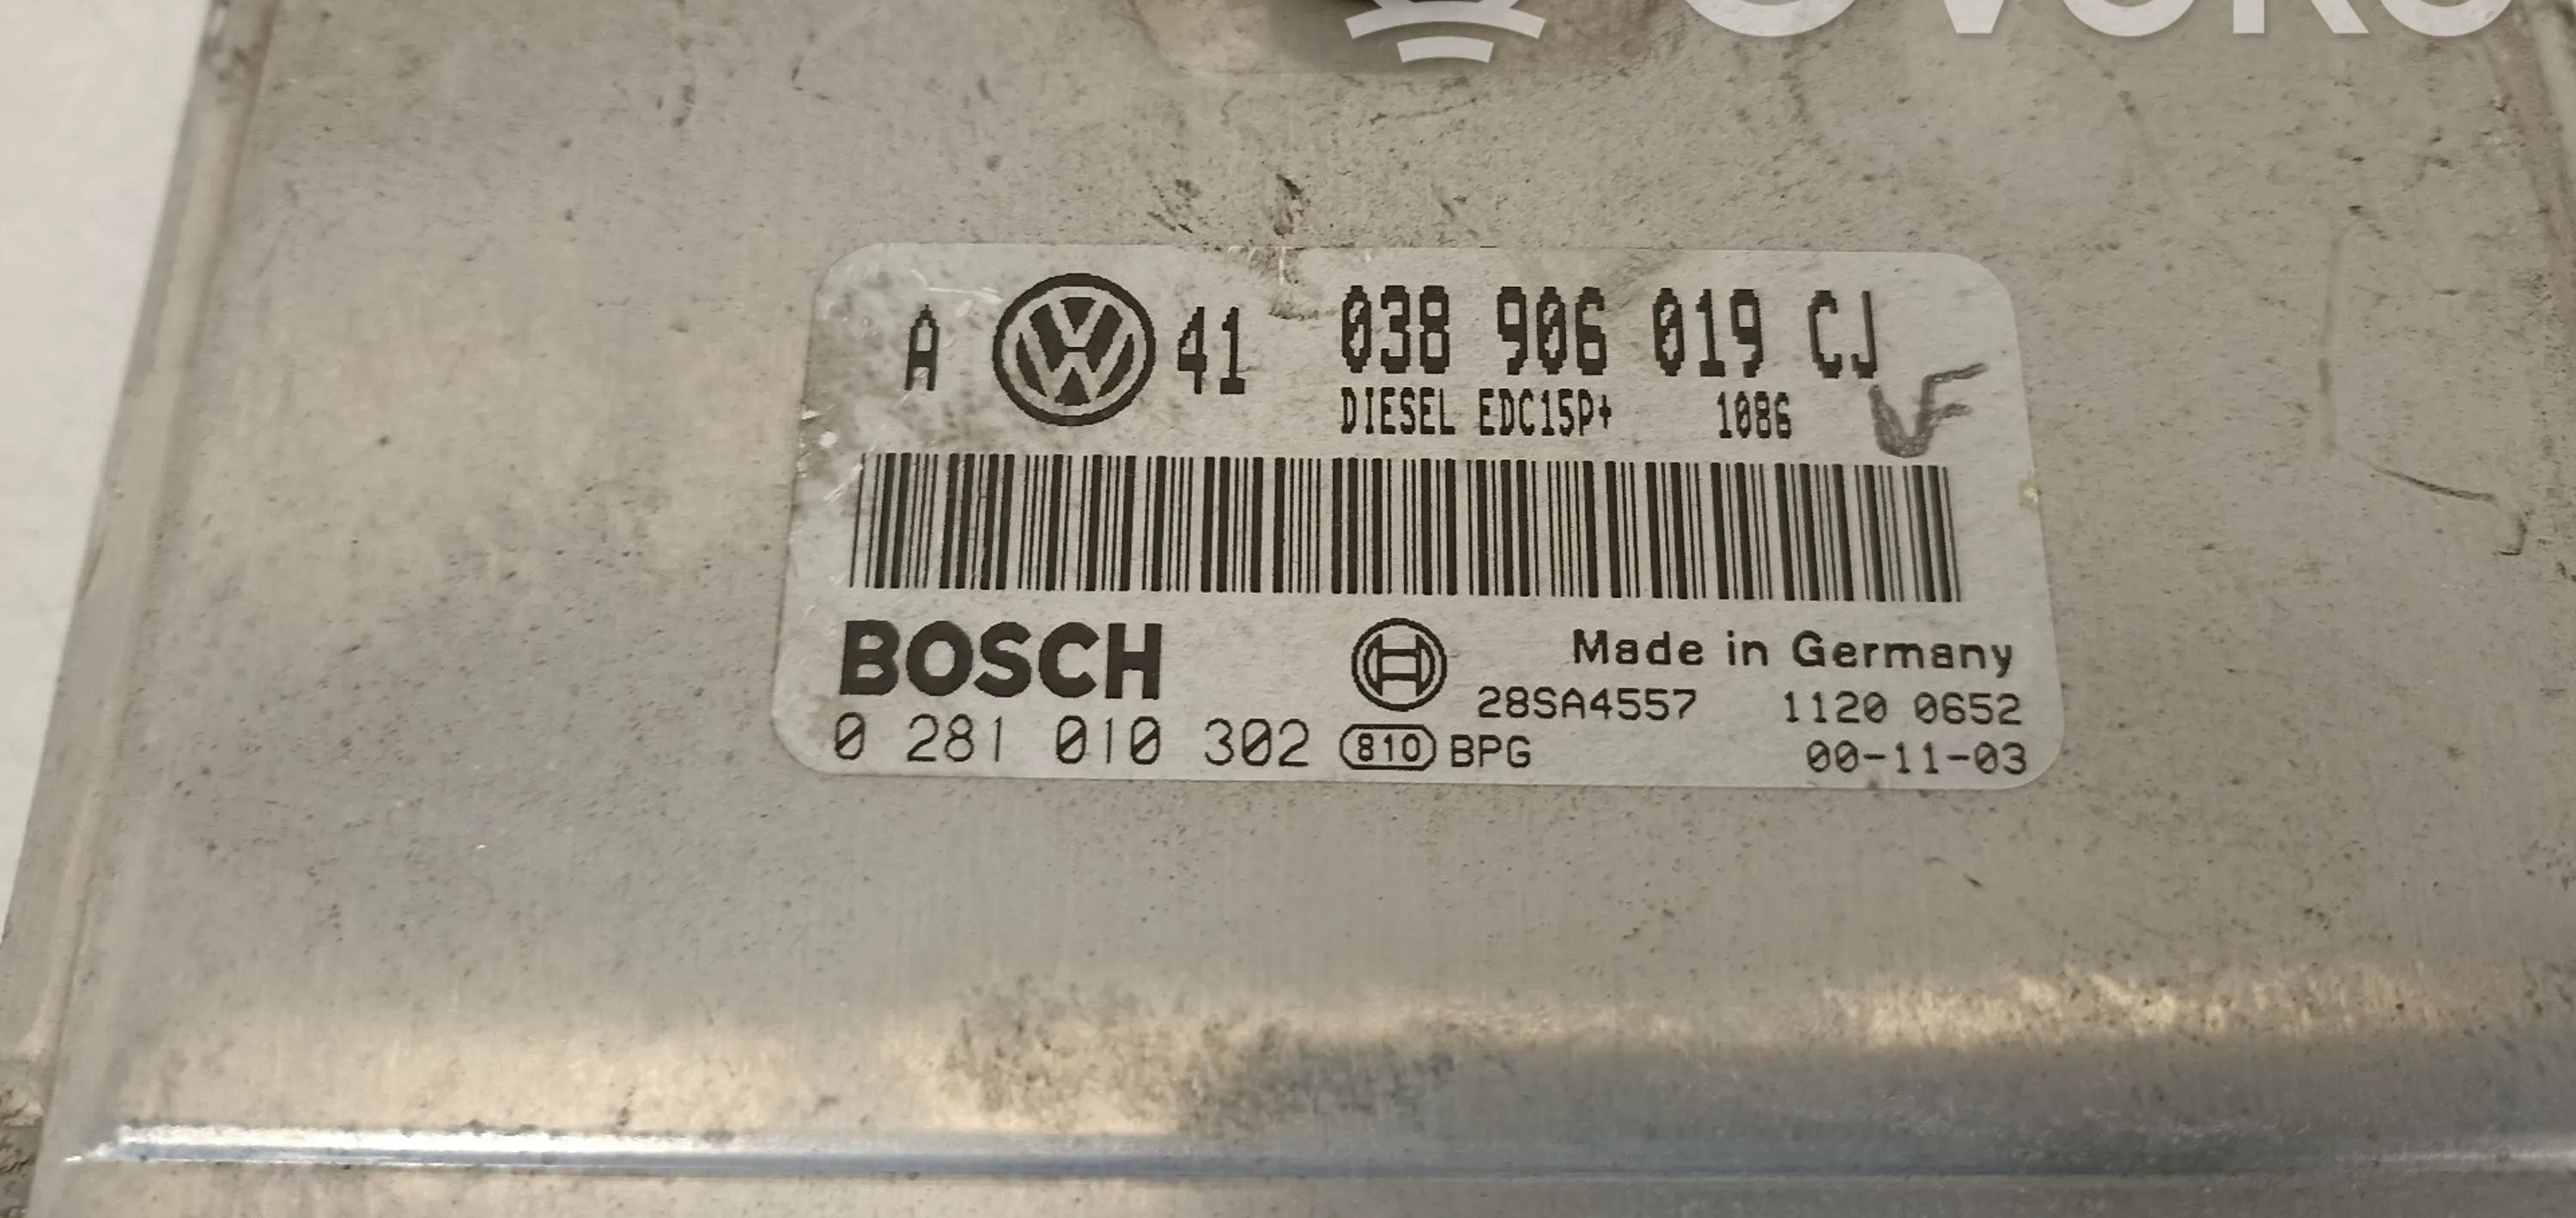 A 41 038 906 019 CJ
DIESEL EDC15P+ 1086
VF
BOSCH
Made in Germany
28SA4557 1120 0652
0 281 010 302 810 BPG 00-11-03